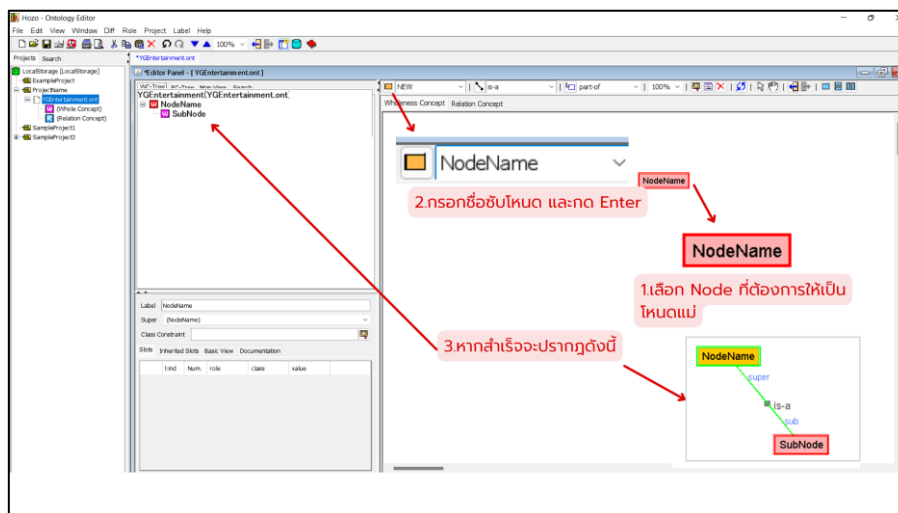 Hozo - Ontology Editor
File Edit View Window Diff Role Project Label Help
100%
Projects Search
*YGEntertainment.ont
LocalStorage [LocalStorage]
ExampleProject
ProjectName
YGEntertainment.ont
(Whole Concept)
(Relation Concept)
SampleProject1
SampleProject2
*Editor Panel - [ YGEntertainment.ont ]
YGEntertainment(YGEntertainment.ont,
NodeName
SubNode
NEW is-a part-of 100%
Wholeness Concept Relation Concept
NodeName
NodeName
2.กรอกชื่อซับโหนด และกด Enter
NodeName
1.เลือก Node ที่ต้องการให้เป็น
โหนดแม่
3.หากสำเร็จจะปรากฎดังนี้
NodeName
super
is-a
sub
SubNode
Label NodeName
Super (NodeName)
Class Constraint
Slots Inherited Slots Basic View Documentation
kind Num. role class value